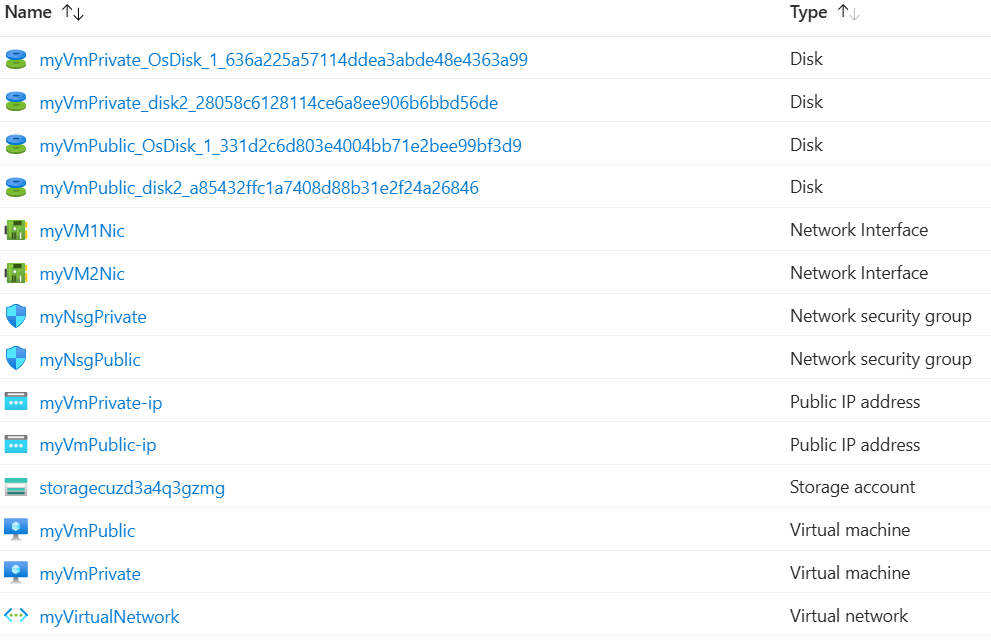 Name ↑↓ Type ↑↓
myVmPrivate_OsDisk_1_636a225a57114ddea3abde48e4363a99 Disk
myVmPrivate_disk2_28058c6128114ce6a8ee906b6bbd56de Disk
myVmPublic_OsDisk_1_331d2c6d803e4004bb71e2bee99bf3d9 Disk
myVmPublic_disk2_a85432ffc1a7408d88b31e2f24a26846 Disk
myVM1Nic Network Interface
myVM2Nic Network Interface
myNsgPrivate Network security group
myNsgPublic Network security group
myVmPrivate-ip Public IP address
myVmPublic-ip Public IP address
storagecuzd3a4q3gzmg Storage account
myVmPublic Virtual machine
myVmPrivate Virtual machine
myVirtualNetwork Virtual network